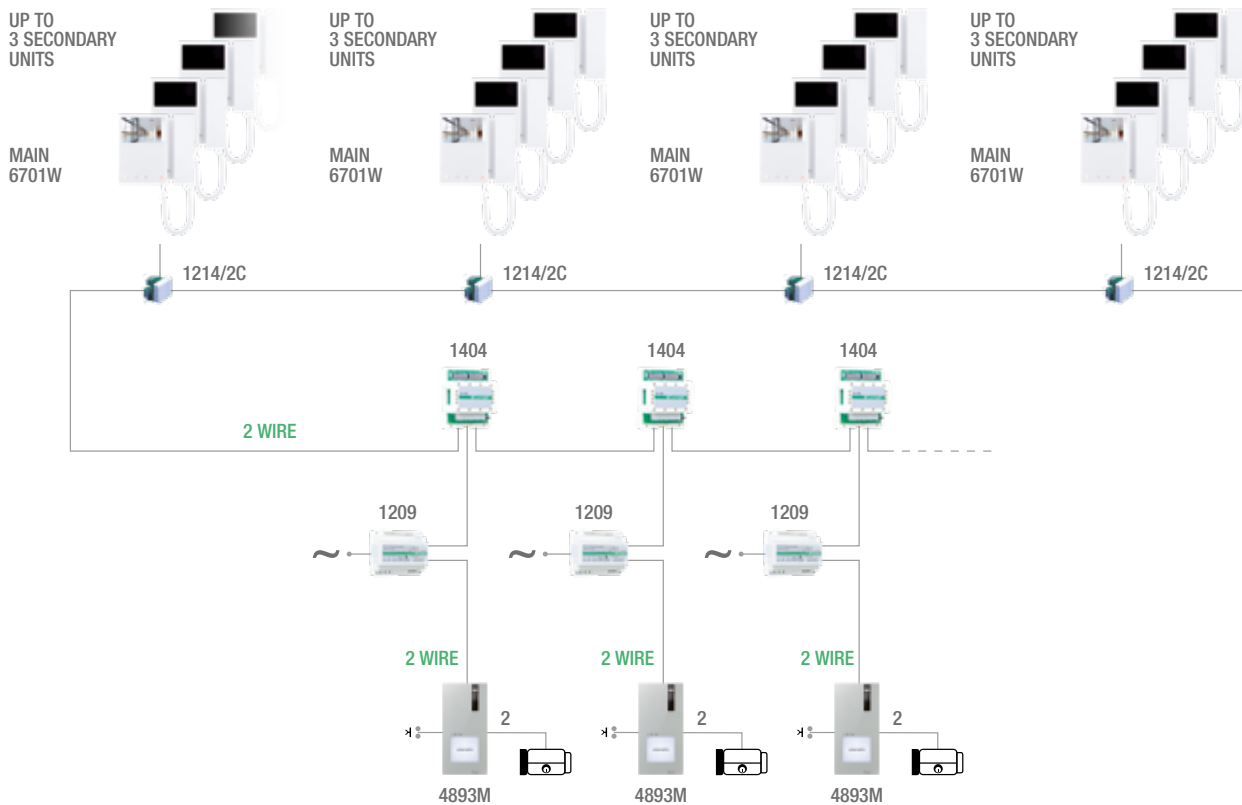 UP TO
3 SECONDARY
UNITS
UP TO
3 SECONDARY
UNITS
UP TO
3 SECONDARY
UNITS
UP TO
3 SECONDARY
UNITS
MAIN
6701W
MAIN
6701W
MAIN
6701W
MAIN
6701W
1214/2C
1214/2C
1214/2C
1214/2C
1404
1404
1404
2 WIRE
1209
1209
1209
~
~
~
2 WIRE
2 WIRE
2 WIRE
2
2
2
4893M
4893M
4893M